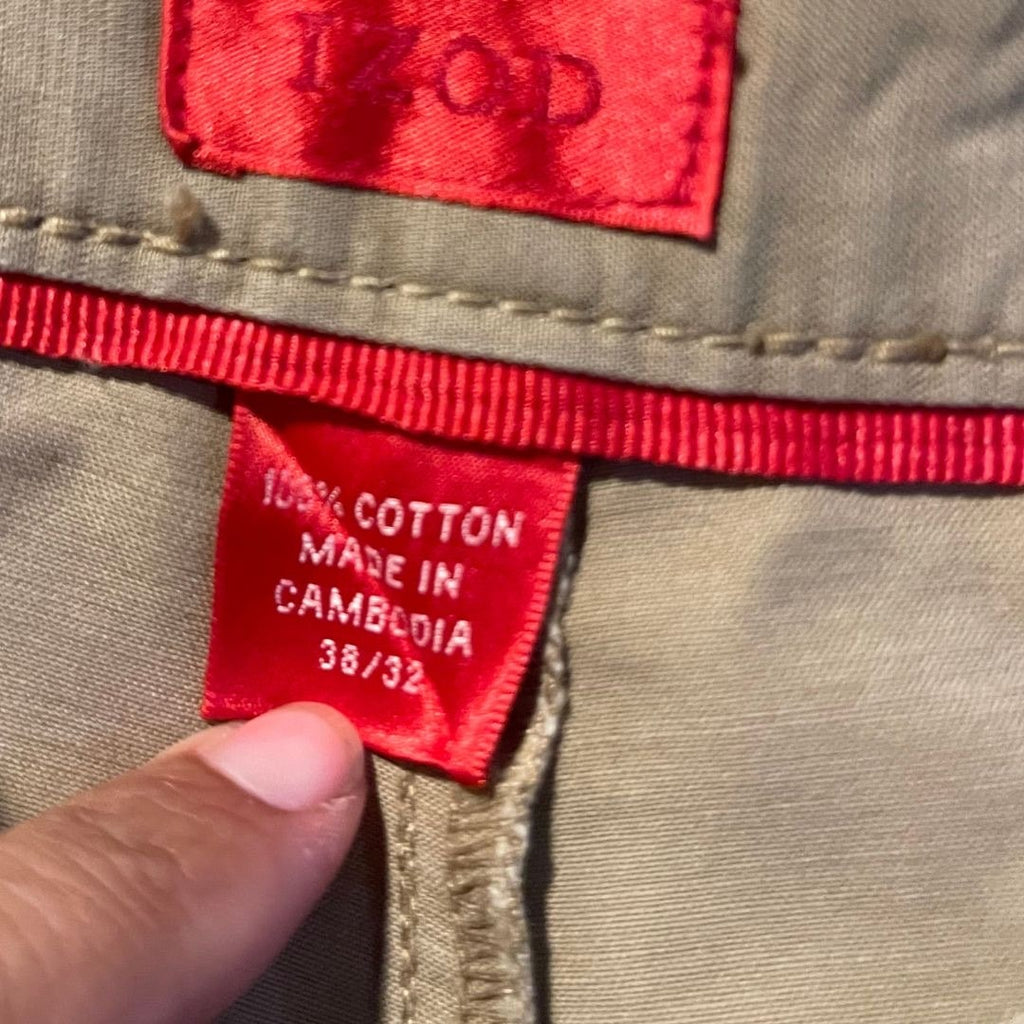 IZOD
100% COTTON
MADE IN
CAMBODIA
38/32